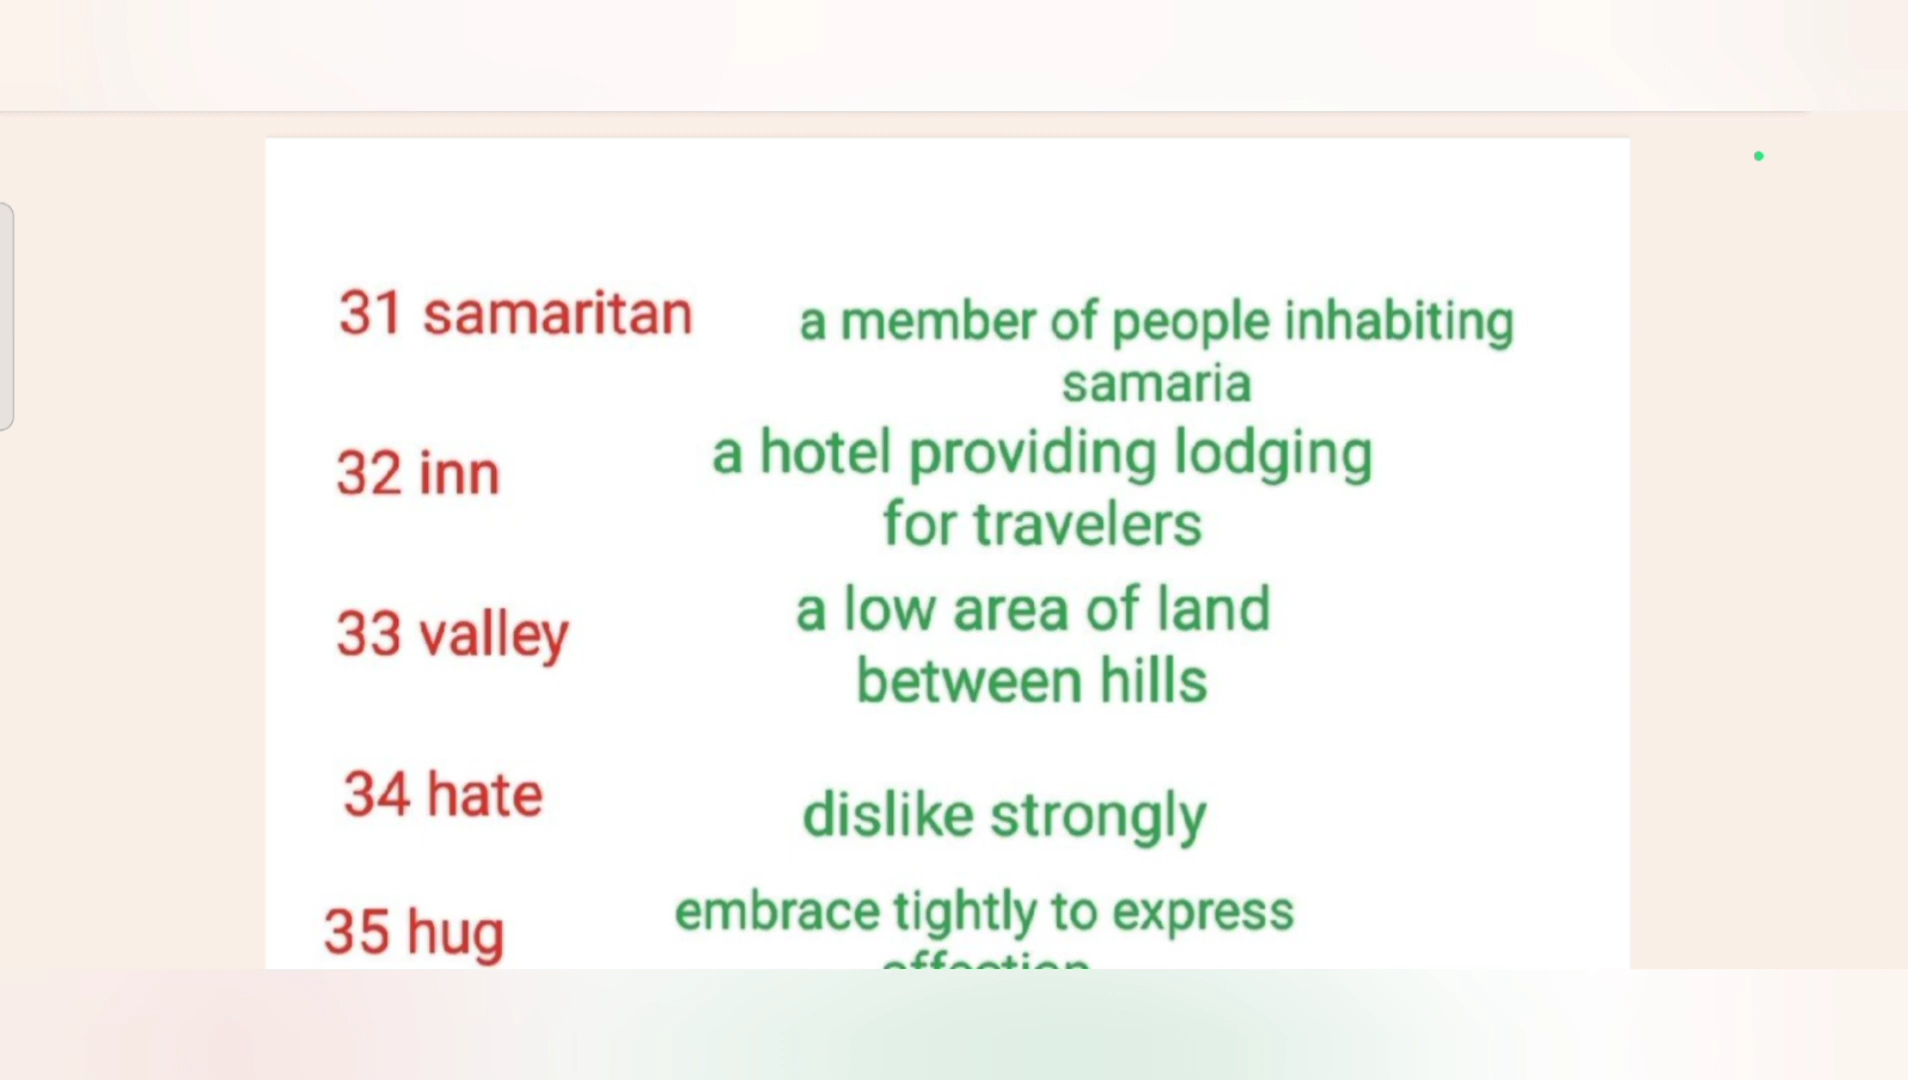 31 samaritan
a member of people inhabiting
samaria
32 inn
a hotel providing lodging
for travelers
33 valley
a low area of land
between hills
34 hate
dislike strongly
35 hug
embrace tightly to express
affection